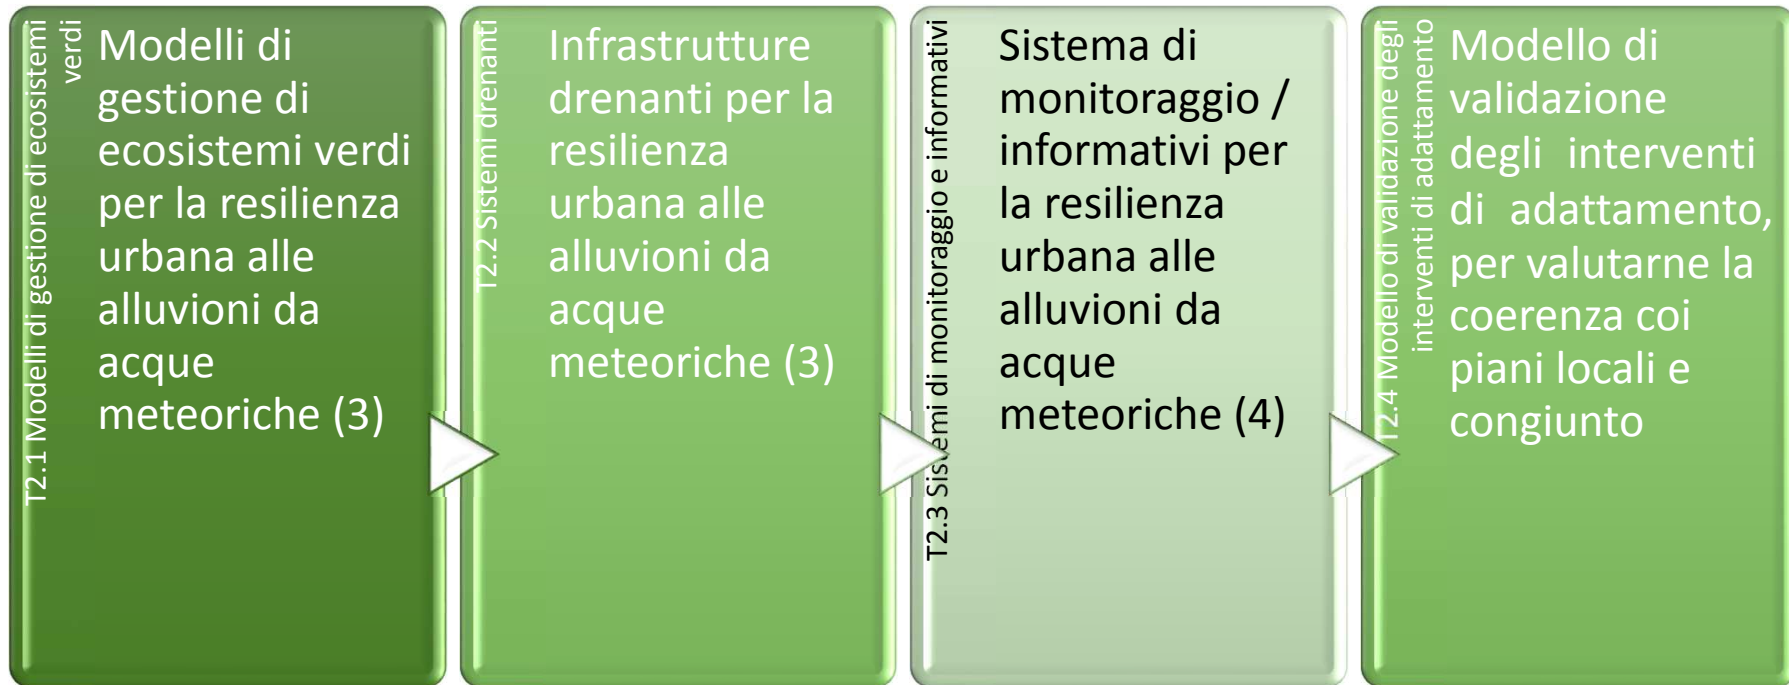 T2.1 Modelli di gestione di ecosistemi
verdi
Modelli di
gestione di
ecosistemi verdi
per la resilienza
urbana alle
alluvioni da
acque
meteoriche (3)
T2.2 Sistemi drenanti
Infrastrutture
drenanti per la
resilienza
urbana alle
alluvioni da
acque
meteoriche (3)
T2.3 Sistemi di monitoraggio e informativi
Sistema di
monitoraggio /
informativi per
la resilienza
urbana alle
alluvioni da
acque
meteoriche (4)
T2.4 Modello di validazione degli
interventi di adattamento
Modello di
validazione
degli interventi
di adattamento,
per valutarne la
coerenza coi
piani locali e
congiunto